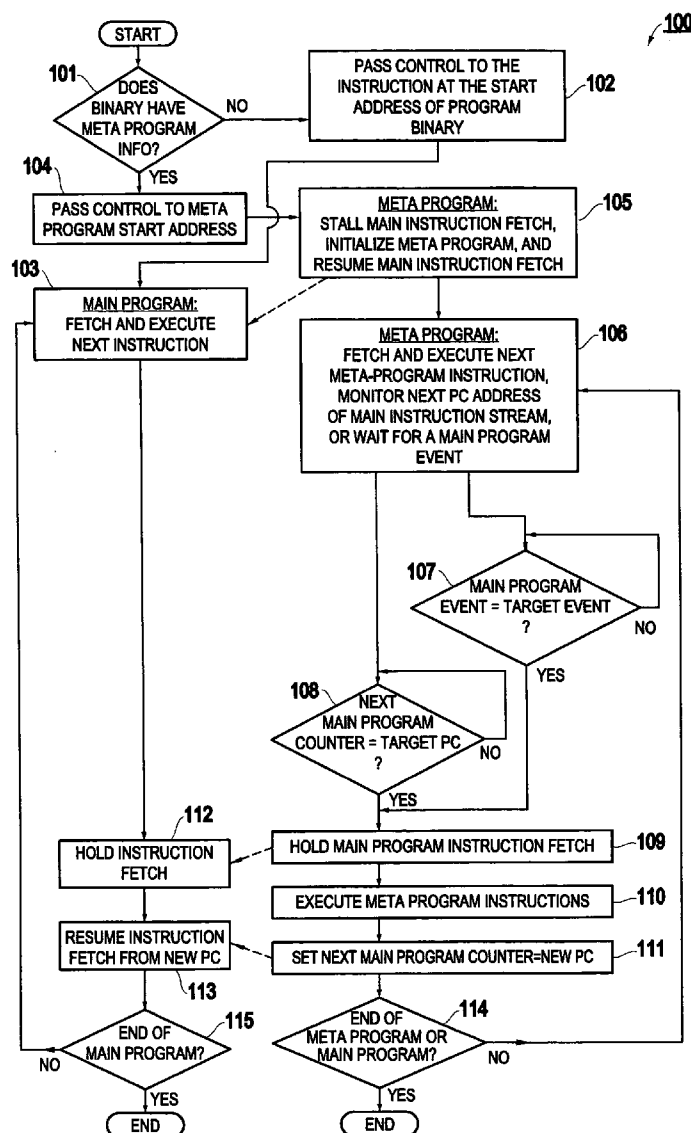 100
START
101
DOES
BINARY HAVE
META PROGRAM
INFO?
NO
YES
PASS CONTROL TO THE
INSTRUCTION AT THE START
ADDRESS OF PROGRAM
BINARY
102
104
PASS CONTROL TO META
PROGRAM START ADDRESS
META PROGRAM:
STALL MAIN INSTRUCTION FETCH,
INITIALIZE META PROGRAM, AND
RESUME MAIN INSTRUCTION FETCH
105
103
MAIN PROGRAM:
FETCH AND EXECUTE
NEXT INSTRUCTION
META PROGRAM:
FETCH AND EXECUTE NEXT
META-PROGRAM INSTRUCTION,
MONITOR NEXT PC ADDRESS
OF MAIN INSTRUCTION STREAM,
OR WAIT FOR A MAIN PROGRAM
EVENT
106
107
MAIN PROGRAM
EVENT = TARGET EVENT
?
NO
YES
108
NEXT
MAIN PROGRAM
COUNTER = TARGET PC
?
NO
YES
112
HOLD INSTRUCTION
FETCH
HOLD MAIN PROGRAM INSTRUCTION FETCH
109
EXECUTE META PROGRAM INSTRUCTIONS
110
RESUME INSTRUCTION
FETCH FROM NEW PC
113
SET NEXT MAIN PROGRAM COUNTER=NEW PC
111
115
END OF
MAIN PROGRAM?
NO
YES
END
114
END OF
META PROGRAM OR
MAIN PROGRAM?
NO
YES
END